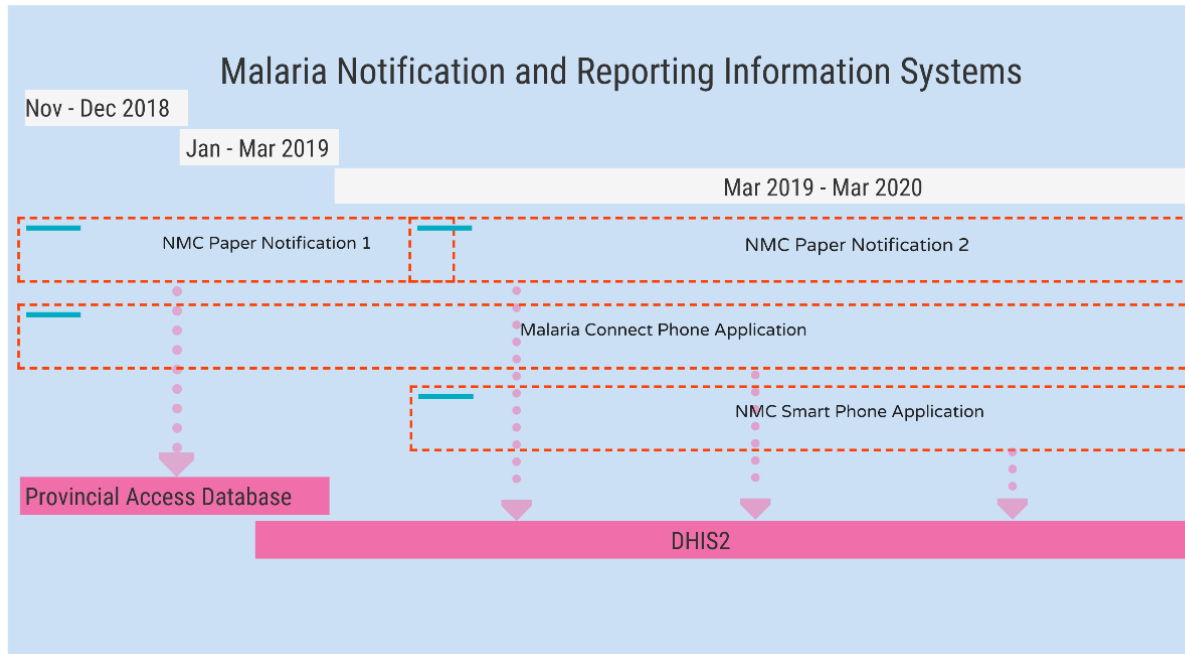 Malaria Notification and Reporting Information Systems
Nov - Dec 2018
Jan - Mar 2019
Mar 2019 - Mar 2020
NMC Paper Notification 1
NMC Paper Notification 2
Malaria Connect Phone Application
NMC Smart Phone Application
Provincial Access Database
DHIS2